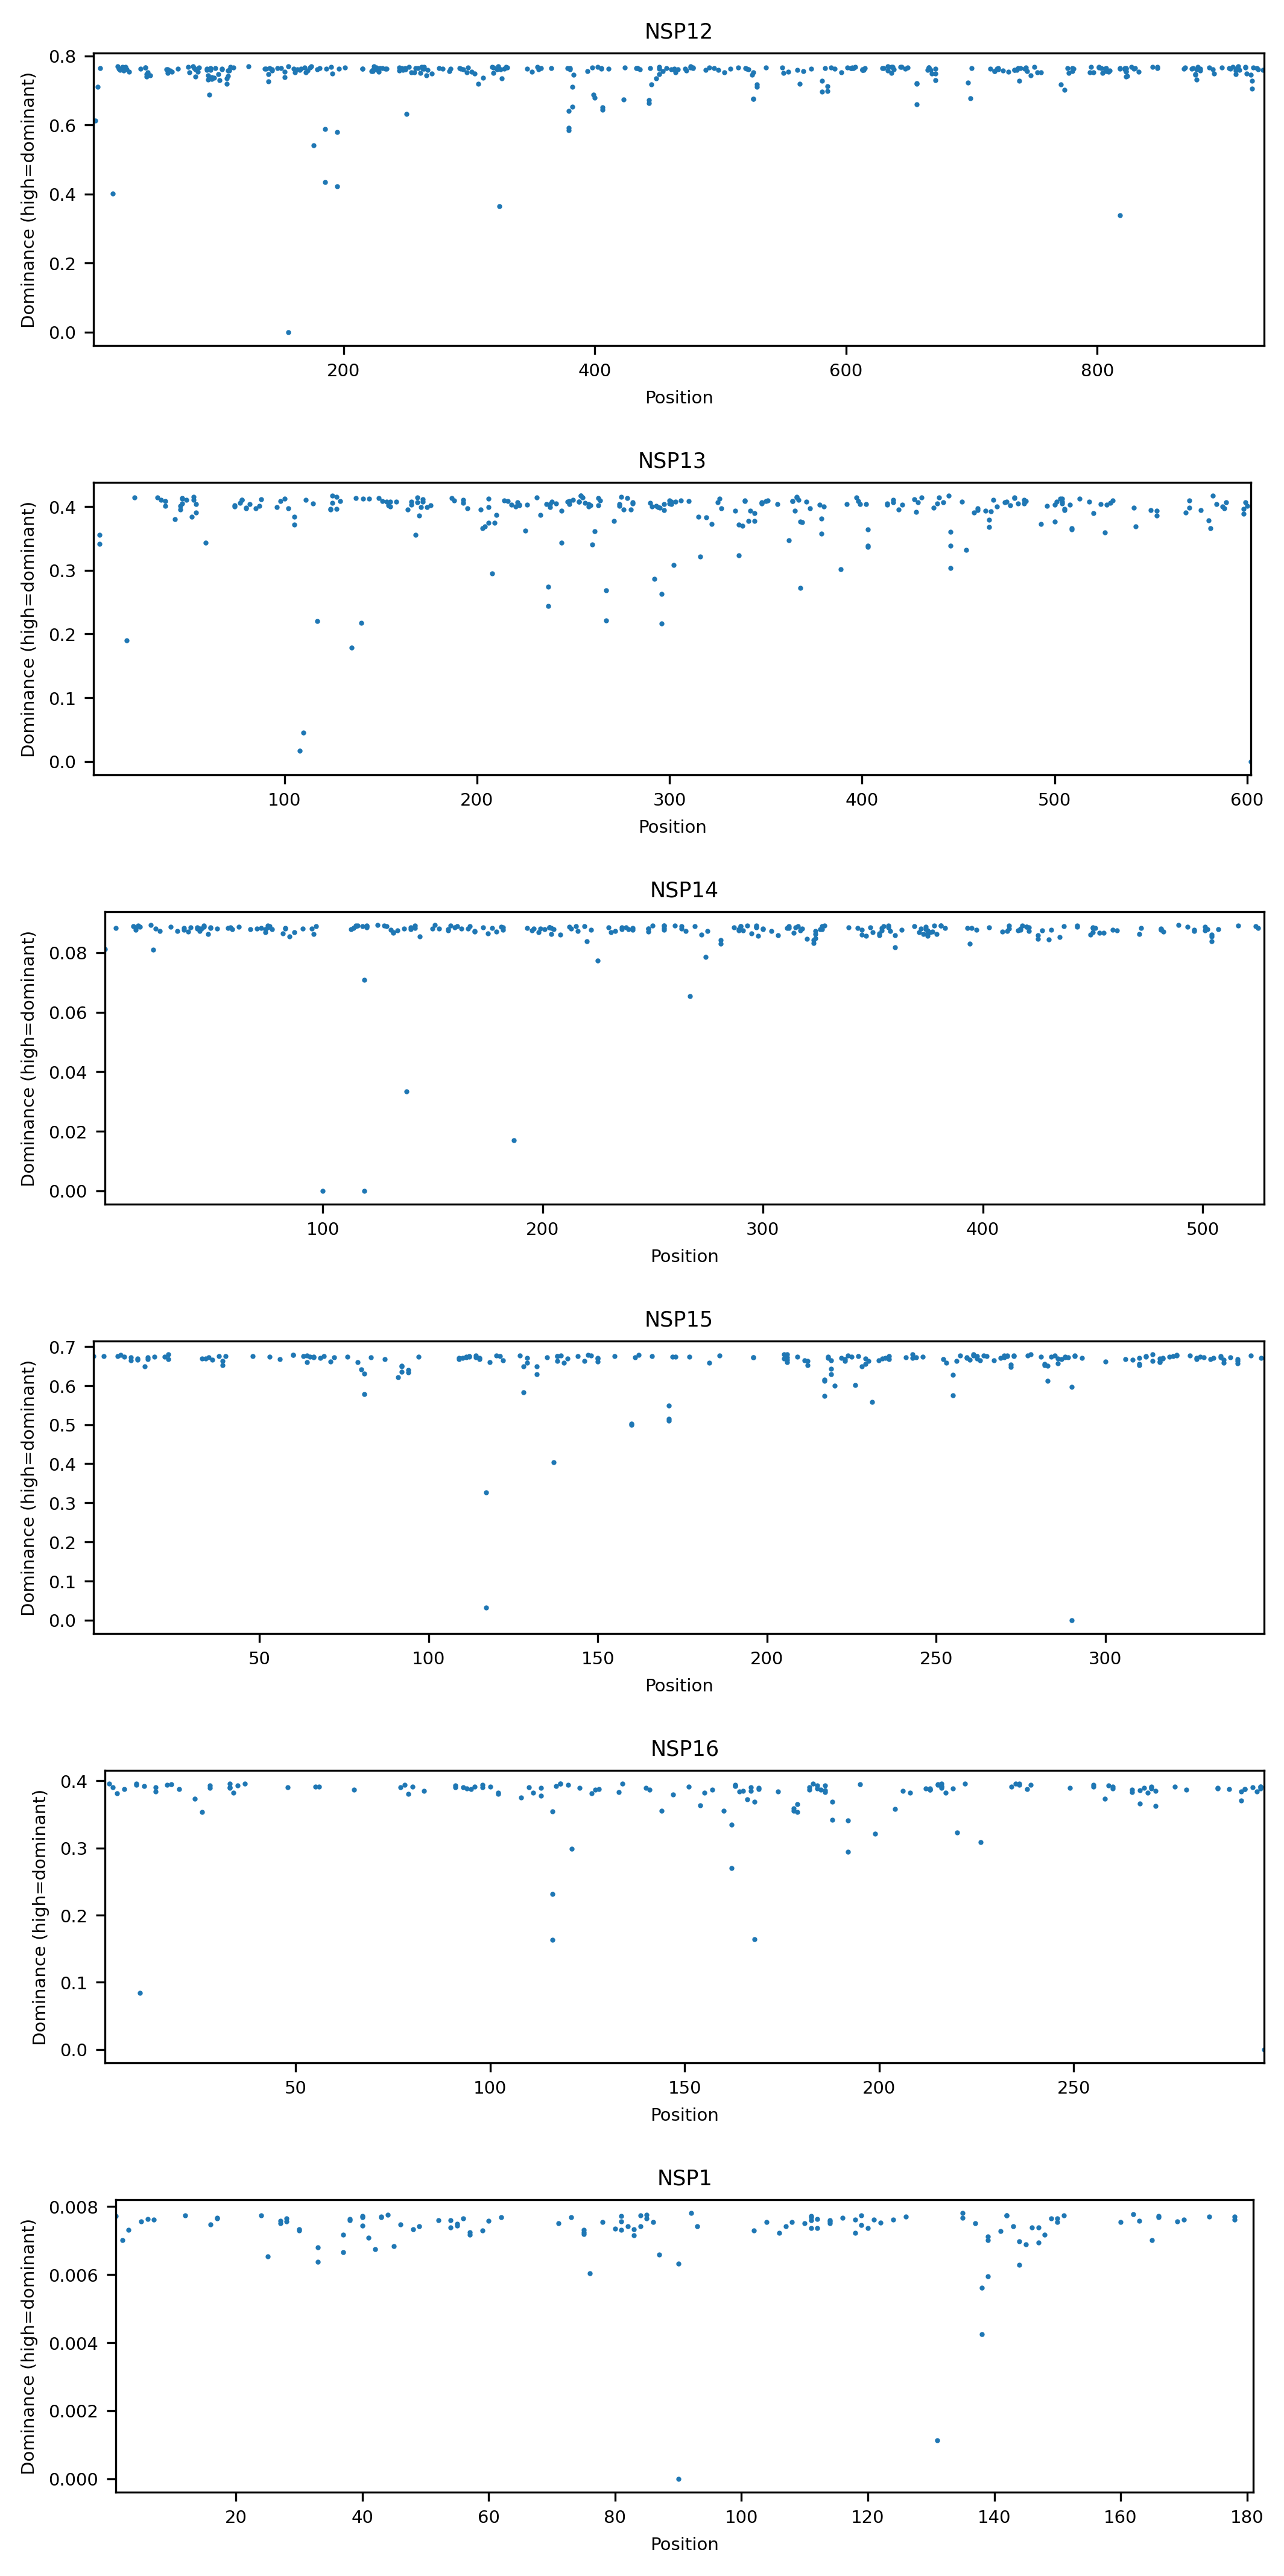 NSP12
Dominance (high=dominant)
0.8
0.6
0.4
0.2
0.0
200 400 600 800
Position
NSP13
Dominance (high=dominant)
0.4
0.3
0.2
0.1
0.0
100 200 300 400 500 600
Position
NSP14
Dominance (high=dominant)
0.08
0.06
0.04
0.02
0.00
100 200 300 400 500
Position
NSP15
Dominance (high=dominant)
0.7
0.6
0.5
0.4
0.3
0.2
0.1
0.0
50 100 150 200 250 300
Position
NSP16
Dominance (high=dominant)
0.4
0.3
0.2
0.1
0.0
50 100 150 200 250
Position
NSP1
Dominance (high=dominant)
0.008
0.006
0.004
0.002
0.000
20 40 60 80 100 120 140 160 180
Position